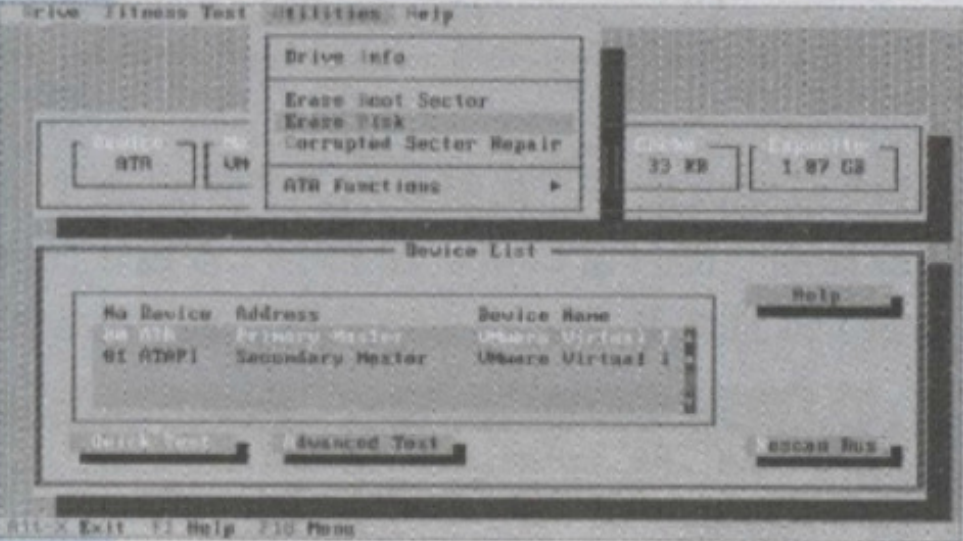 Drive Fitness Test Utilities Help
Drive Info
Erase Boot Sector
Erase Disk
Corrupted Sector Repair
ATA Functions
Device
ATA
Cache
33 KB
Capacity
1.07 GB
Device List
No Device Address Device Name
00 ATA Primary Master VMware Virtual I
01 ATAPI Secondary Master VMware Virtual I
Help
Quick Test
Advanced Test
Rescan Bus
Alt-X Exit F1 Help F10 Menu